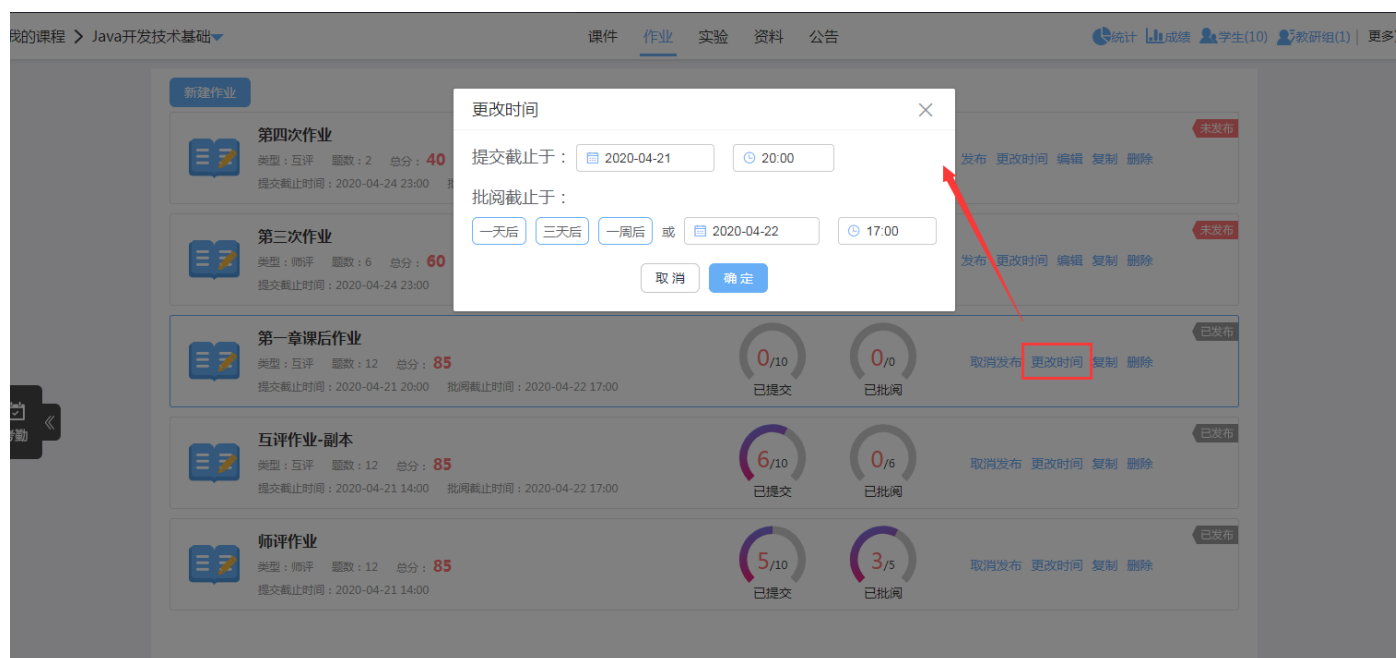 我的课程 > Java开发技术基础 课件 作业 实验 资料 公告 统计 成绩 学生(10) 教研组(1) | 更多
新建作业
更改时间
提交截止于： 2020-04-21 20:00
批阅截止于：
一天后 三天后 一周后 或 2020-04-22 17:00
取消 确定
第四次作业 未发布
类型：互评 题数：2 总分：40 发布 更改时间 编辑 复制 删除
提交截止时间：2020-04-24 23:00
第三次作业 未发布
类型：师评 题数：6 总分：60 发布 更改时间 编辑 复制 删除
提交截止时间：2020-04-24 23:00
第一章课后作业 已发布
类型：互评 题数：12 总分：85 0/10 0/0 取消发布 更改时间 复制 删除
提交截止时间：2020-04-21 20:00 批阅截止时间：2020-04-22 17:00 已提交 已批阅
考勤
互评作业-副本 已发布
类型：互评 题数：12 总分：85 6/10 0/6 取消发布 更改时间 复制 删除
提交截止时间：2020-04-21 14:00 批阅截止时间：2020-04-22 17:00 已提交 已批阅
师评作业 已发布
类型：师评 题数：12 总分：85 5/10 3/5 取消发布 更改时间 复制 删除
提交截止时间：2020-04-21 14:00 已提交 已批阅